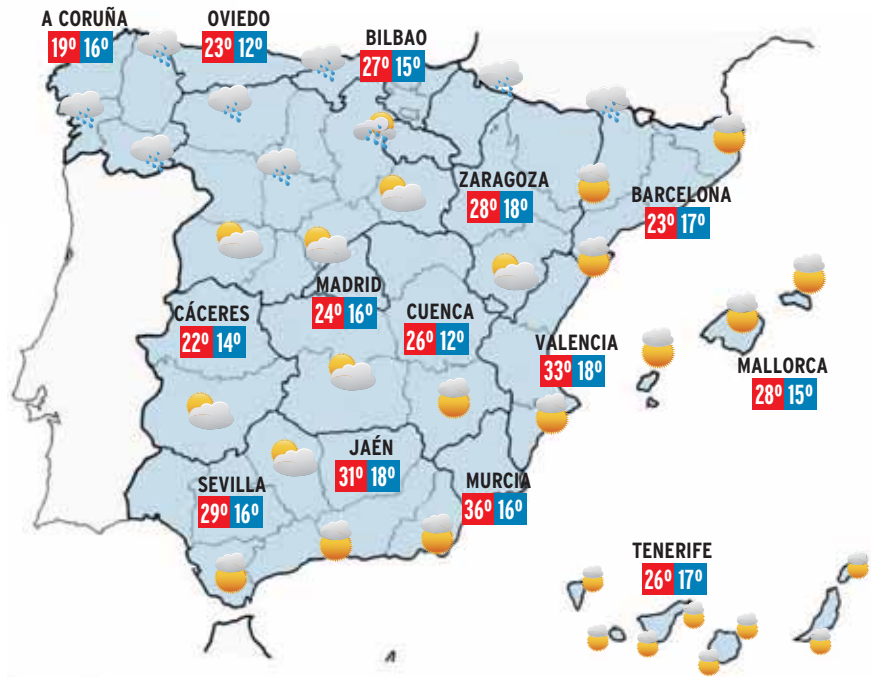 A CORUÑA
19º 16º
OVIEDO
23º 12º
BILBAO
27º 15º
ZARAGOZA
28º 18º
BARCELONA
23º 17º
MADRID
24º 16º
CÁCERES
22º 14º
CUENCA
26º 12º
VALENCIA
33º 18º
MALLORCA
28º 15º
JAÉN
31º 18º
SEVILLA
29º 16º
MURCIA
36º 16º
TENERIFE
26º 17º